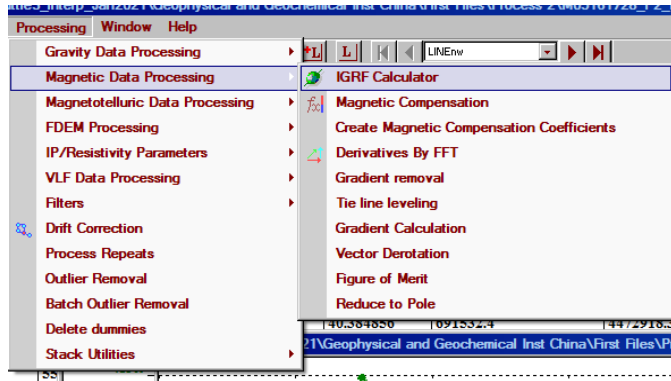 Processing Window Help
LINEnw
Gravity Data Processing
Magnetic Data Processing
Magnetotelluric Data Processing
FDEM Processing
IP/Resistivity Parameters
VLF Data Processing
Filters
Drift Correction
Process Repeats
Outlier Removal
Batch Outlier Removal
Delete dummies
Stack Utilities
IGRF Calculator
Magnetic Compensation
Create Magnetic Compensation Coefficients
Derivatives By FFT
Gradient removal
Tie line leveling
Gradient Calculation
Vector Derotation
Figure of Merit
Reduce to Pole
40.384856 691532.4 4472918.
21\Geophysical and Geochemical Inst China\First Files\P
55